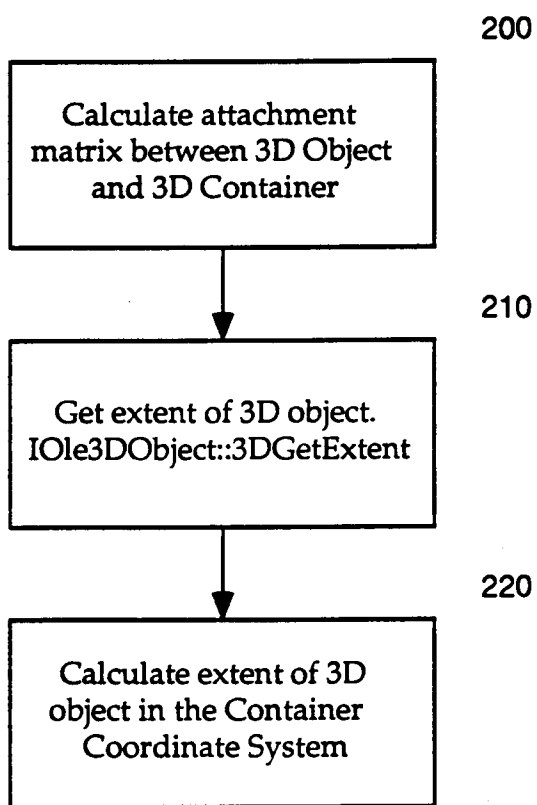 200
Calculate attachment
matrix between 3D Object
and 3D Container
210
Get extent of 3D object.
IOle3DObject::3DGetExtent
220
Calculate extent of 3D
object in the Container
Coordinate System